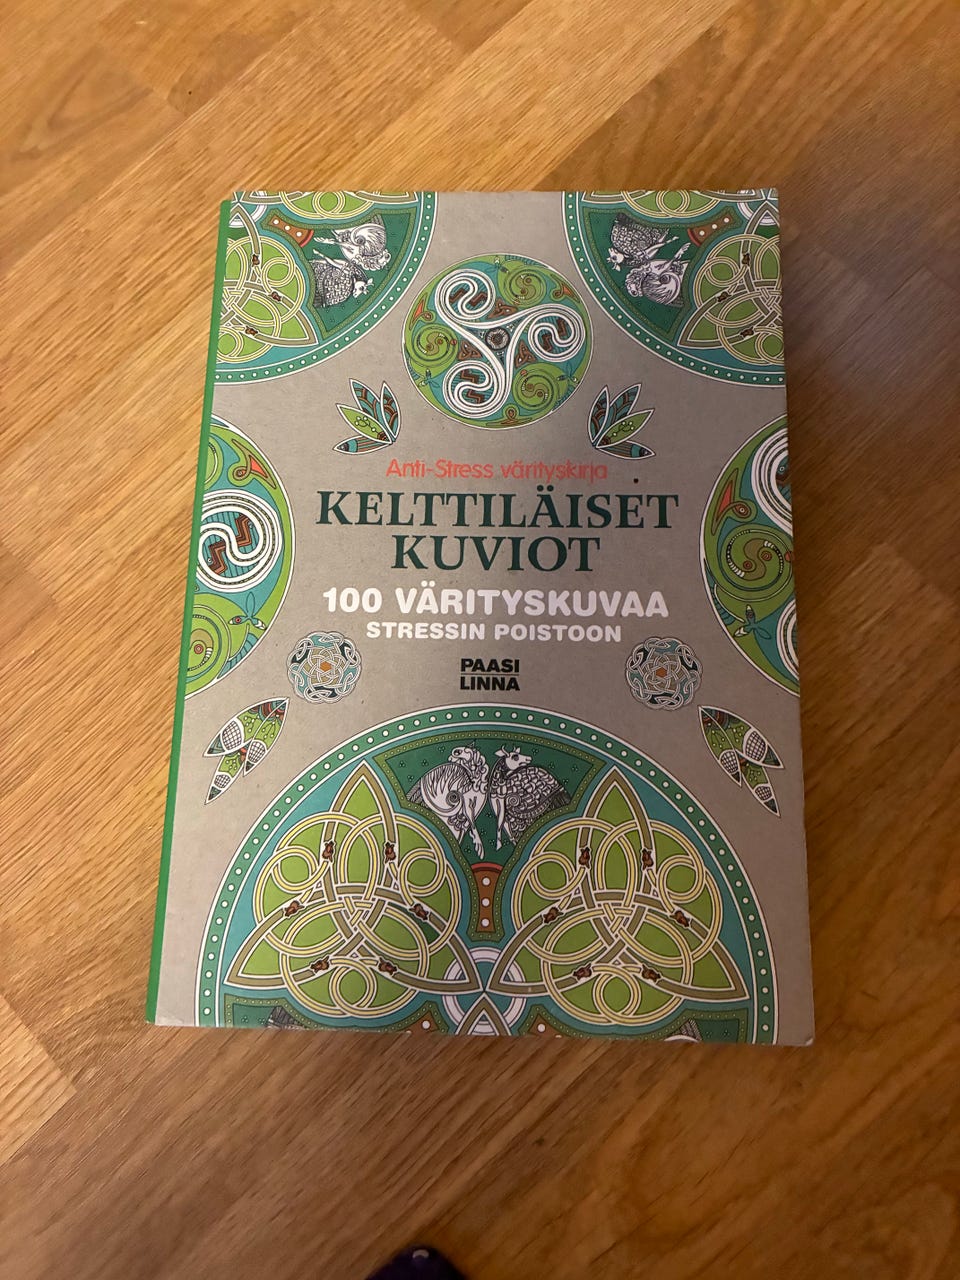 Anti-Stress värityskirja
KELTTILÄISET
KUVIOT
100 VÄRITYSKUVAA
STRESSIN POISTOON
PAASI
LINNA